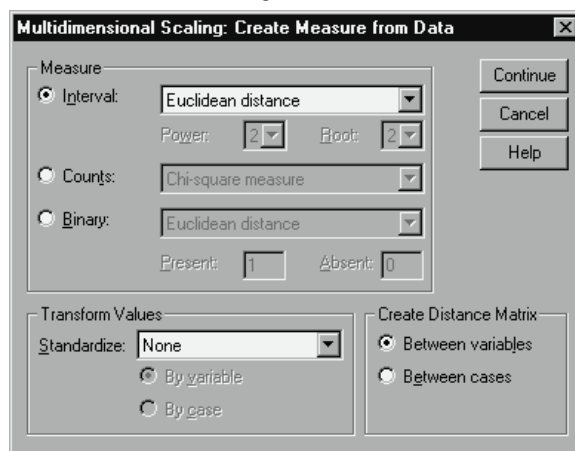 Multidimensional Scaling: Create Measure from Data
Measure
Interval: Euclidean distance
Power: 2 Root: 2
Counts: Chi-square measure
Binary: Euclidean distance
Present: 1 Absent: 0
Continue
Cancel
Help
Transform Values
Standardize: None
By variable
By case
Create Distance Matrix
Between variables
Between cases